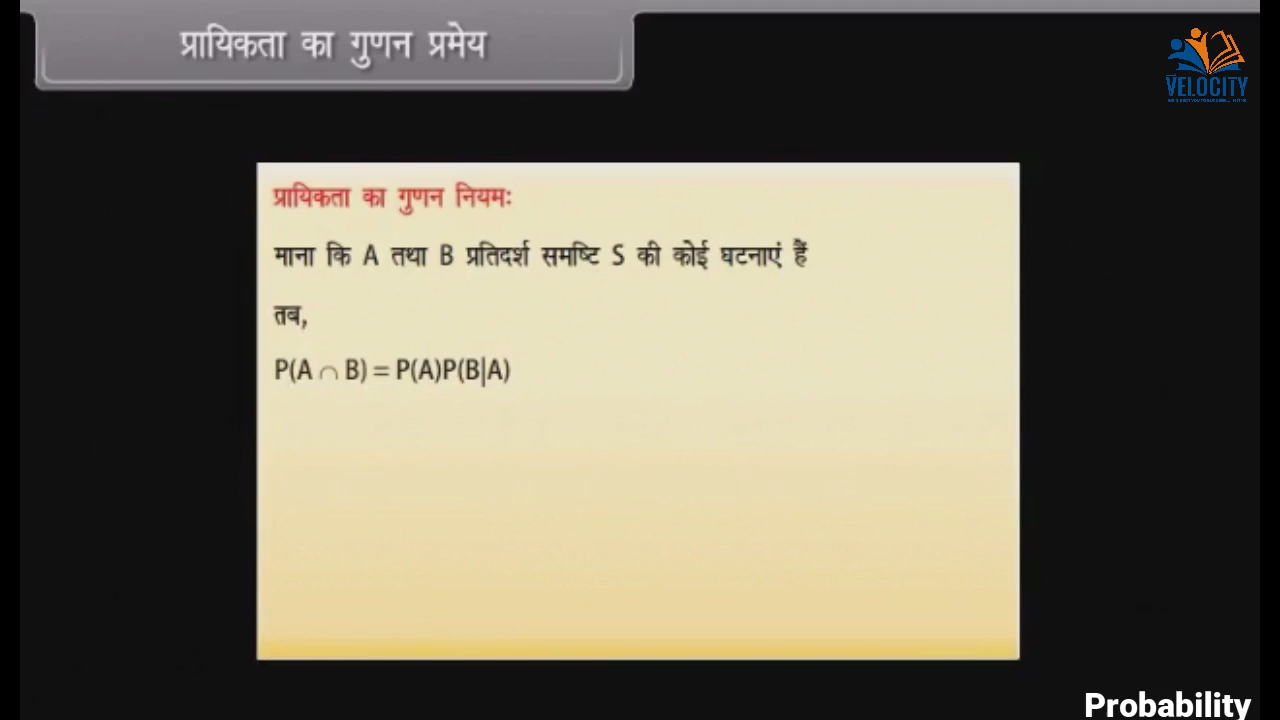 प्रायिकता का गुणन प्रमेय
VELOCITY
प्रायिकता का गुणन नियमः
माना कि A तथा B प्रतिदर्श समष्टि S की कोई घटनाएं हैं
तब,
P(A ∩ B) = P(A)P(B|A)
Probability